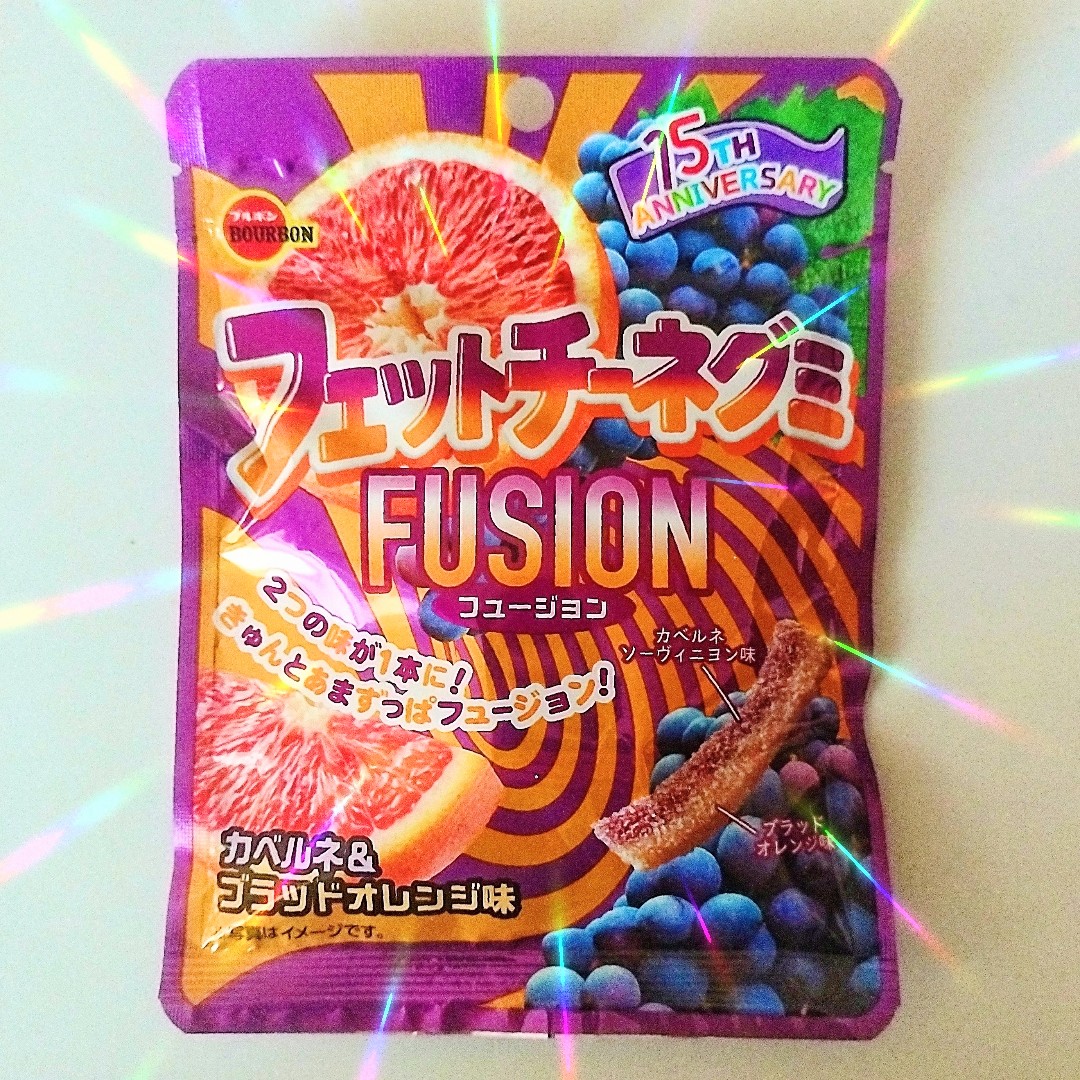 15TH
ANNIVERSARY
ブルボン
BOURBON
フェットチーネグミ
FUSION
フュージョン
2つの味が1本に!
きゅんとあまずっぱフュージョン!
カベルネ
ソーヴィニヨン味
ブラッド
オレンジ味
カベルネ&
ブラッドオレンジ味
写真はイメージです。